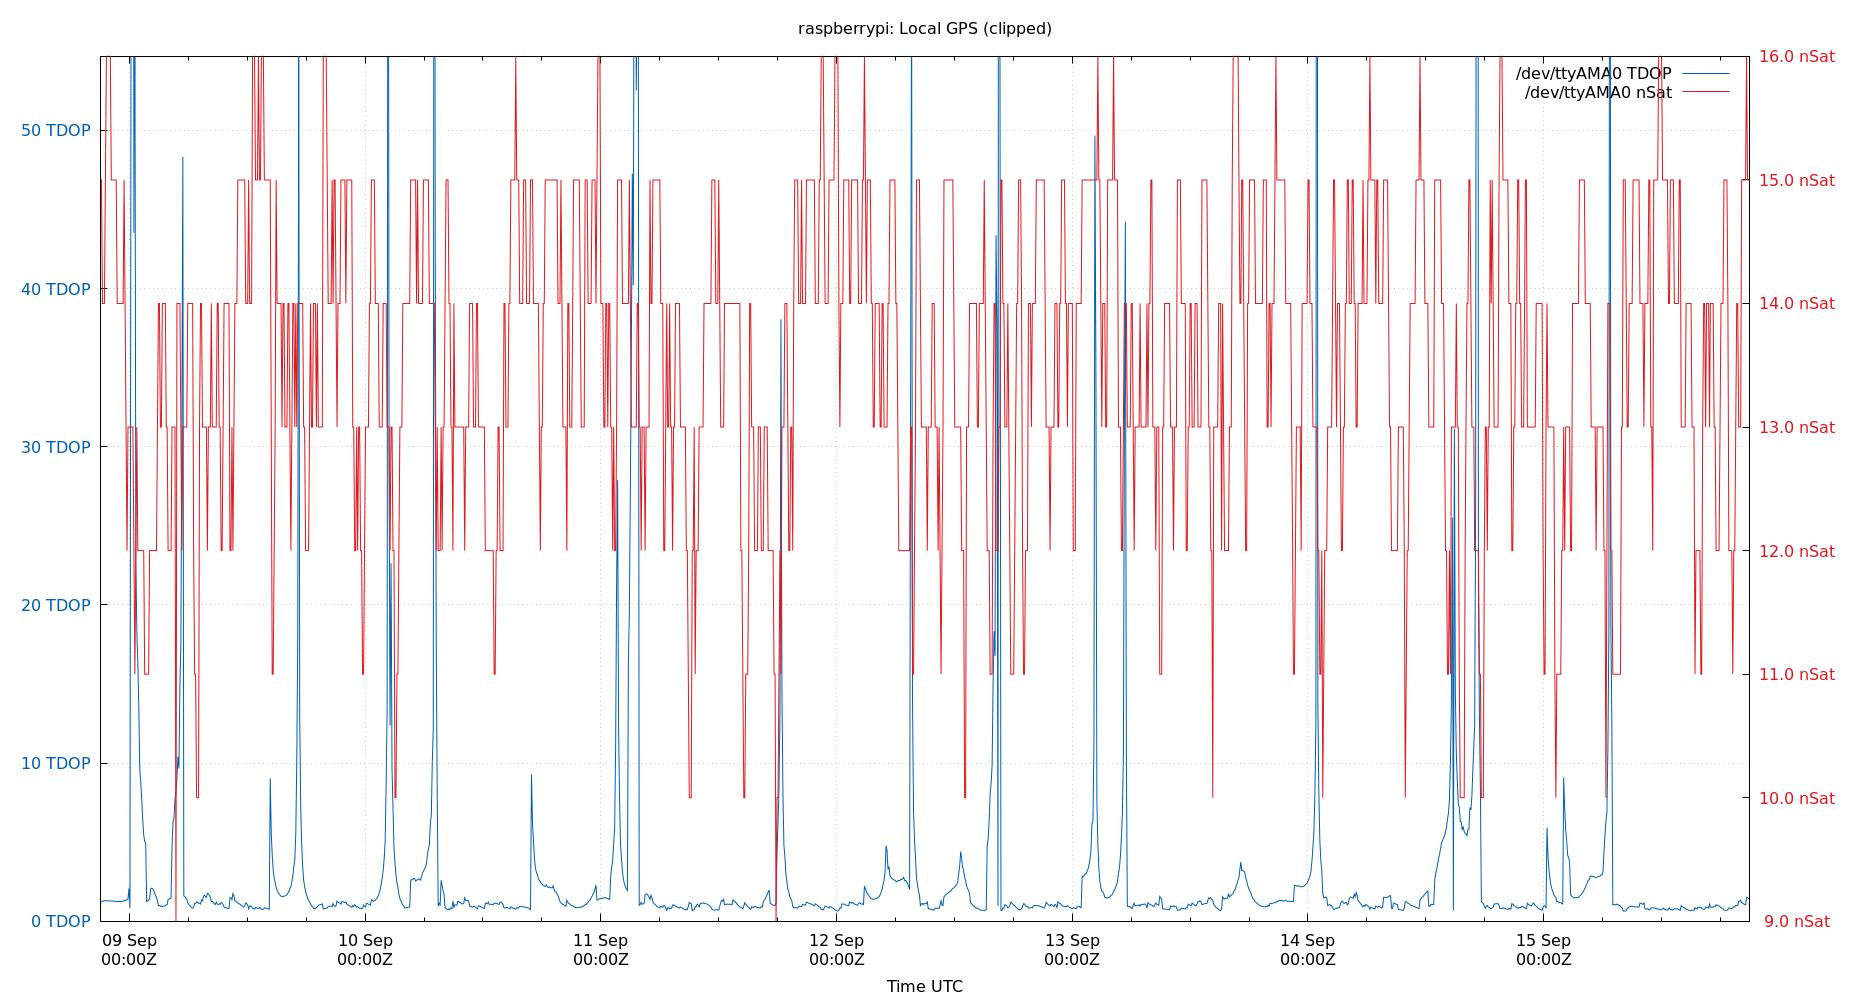 raspberrypi: Local GPS (clipped)
/dev/ttyAMA0 TDOP
/dev/ttyAMA0 nSat
50 TDOP
40 TDOP
30 TDOP
20 TDOP
10 TDOP
0 TDOP
16.0 nSat
15.0 nSat
14.0 nSat
13.0 nSat
12.0 nSat
11.0 nSat
10.0 nSat
9.0 nSat
09 Sep
00:00Z
10 Sep
00:00Z
11 Sep
00:00Z
12 Sep
00:00Z
13 Sep
00:00Z
14 Sep
00:00Z
15 Sep
00:00Z
Time UTC